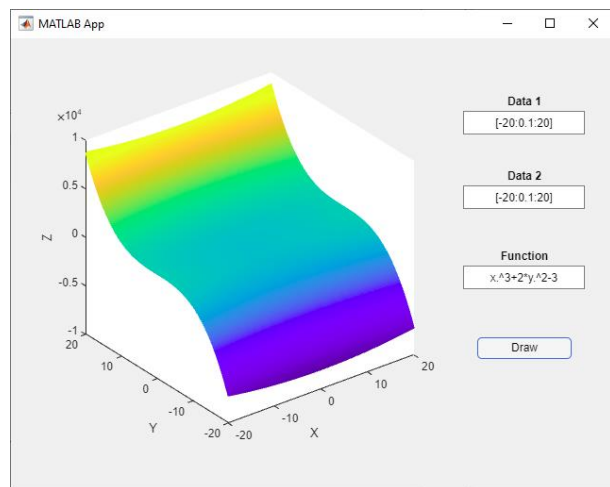 MATLAB App
Data 1
[-20:0.1:20]
Data 2
[-20:0.1:20]
Function
x.^3+2*y.^2-3
Draw
×10⁴
1
0.5
0
-0.5
-1
Z
20
10
0
-10
-20
Y
-20
-10
0
10
20
X